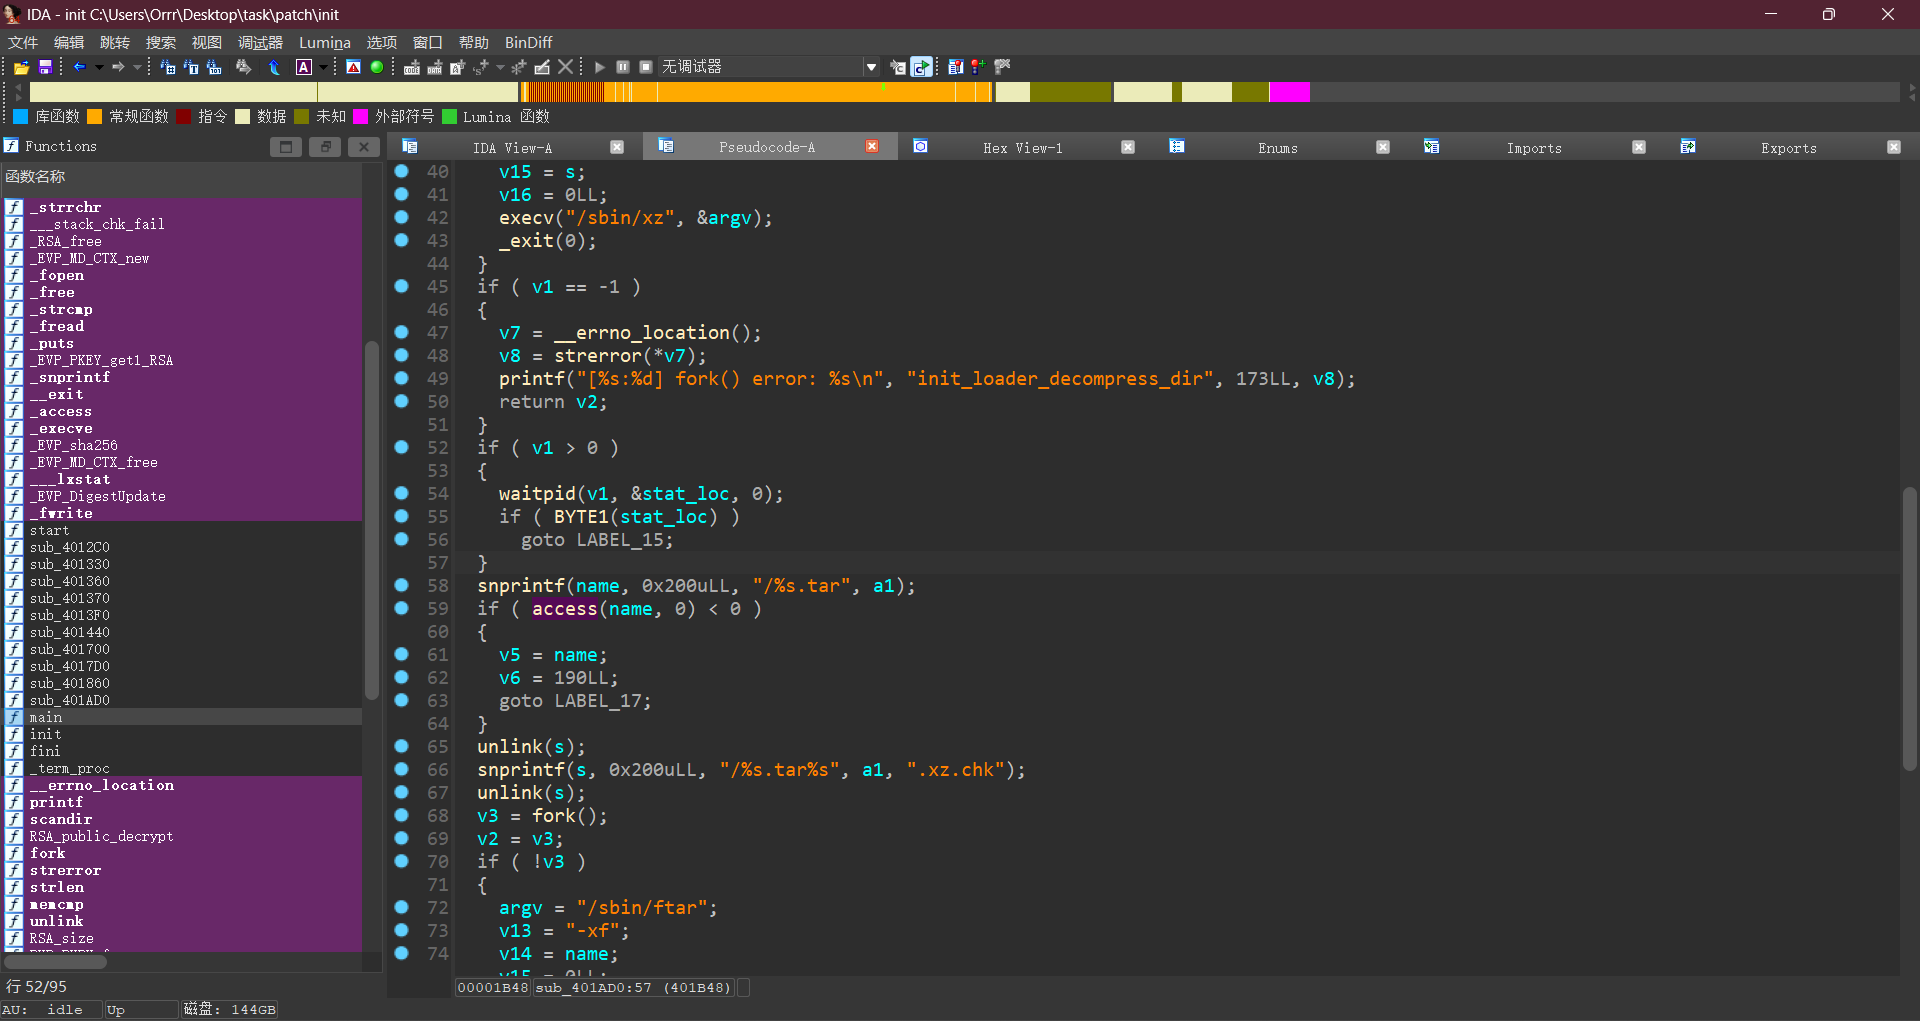 IDA - init C:\Users\Orrr\Desktop\task\patch\init
文件 编辑 跳转 搜索 视图 调试器 Lumina 选项 窗口 帮助 BinDiff
无调试器
库函数 常规函数 指令 数据 未知 外部符号 Lumina 函数
Functions
函数名称
_strrchr
___stack_chk_fail
_RSA_free
_EVP_MD_CTX_new
_fopen
_free
_strcmp
_fread
_puts
_EVP_PKEY_get1_RSA
_snprintf
__exit
_access
_execve
_EVP_sha256
_EVP_MD_CTX_free
___lxstat
_EVP_DigestUpdate
_fwrite
start
sub_4012C0
sub_401330
sub_401360
sub_401370
sub_4013F0
sub_401440
sub_401700
sub_4017D0
sub_401860
sub_401AD0
main
init
fini
_term_proc
__errno_location
printf
scandir
RSA_public_decrypt
fork
strerror
strlen
memcmp
unlink
RSA_size
行 52/95
IDA View-A Pseudocode-A Hex View-1 Enums Imports Exports
40 v15 = s;
41 v16 = 0LL;
42 execv("/sbin/xz", &argv);
43 _exit(0);
44 }
45 if ( v1 == -1 )
46 {
47 v7 = __errno_location();
48 v8 = strerror(*v7);
49 printf("[%s:%d] fork() error: %s\n", "init_loader_decompress_dir", 173LL, v8);
50 return v2;
51 }
52 if ( v1 > 0 )
53 {
54 waitpid(v1, &stat_loc, 0);
55 if ( BYTE1(stat_loc) )
56 goto LABEL_15;
57 }
58 snprintf(name, 0x200uLL, "/%s.tar", a1);
59 if ( access(name, 0) < 0 )
60 {
61 v5 = name;
62 v6 = 190LL;
63 goto LABEL_17;
64 }
65 unlink(s);
66 snprintf(s, 0x200uLL, "/%s.tar%s", a1, ".xz.chk");
67 unlink(s);
68 v3 = fork();
69 v2 = v3;
70 if ( !v3 )
71 {
72 argv = "/sbin/ftar";
73 v13 = "-xf";
74 v14 = name;
v15 = 0LL;
00001B48 sub_401AD0:57 (401B48)
AU: idle Up 磁盘: 144GB